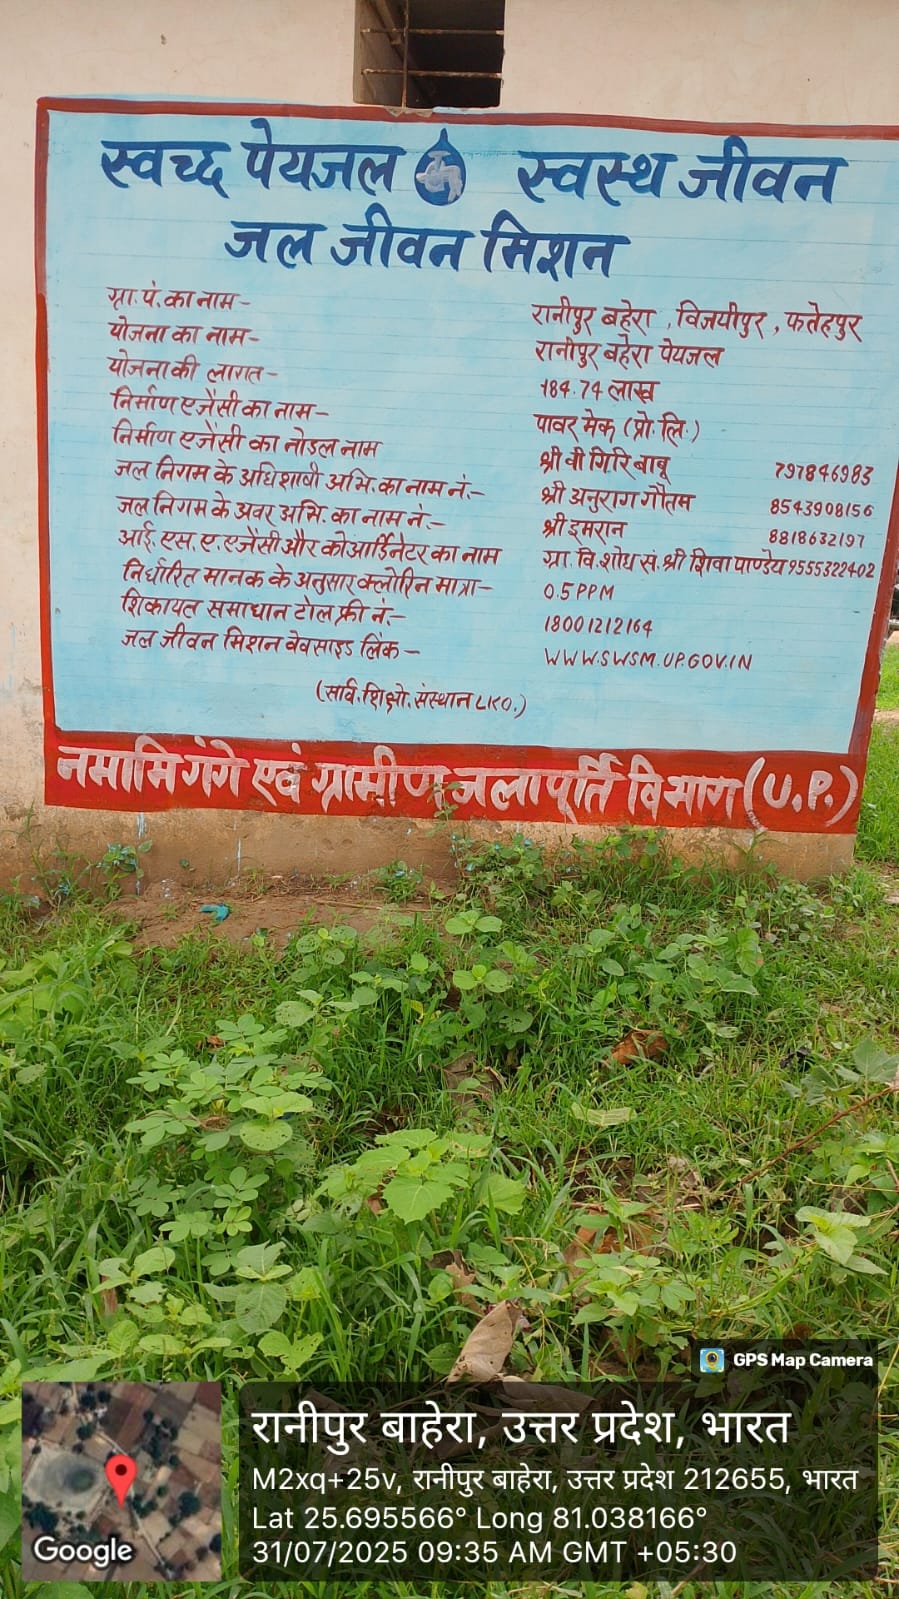 स्वच्छ पेयजल स्वस्थ जीवन
जल जीवन मिशन
ग्रा. पं. का नाम- रानीपुर बहेरा , विजयीपुर , फतेहपुर
योजना का नाम- रानीपुर बहेरा पेयजल
योजना की लागत- 184.74 लाख
निर्माण एजेंसी का नाम- पावर मेक (प्रो. लि.)
निर्माण एजेंसी का नोडल नाम श्री वी गिरि बाबू 797846983
जल निगम के अधिशाषी अभि. का नाम नं.- श्री अनुराग गौतम 8543908156
जल निगम के अवर अभि. का नाम नं.- श्री इमरान 8818632197
आई. एस. ए. एजेंसी और कोआर्डिनेटर का नाम ग्रा. वि. शोध सं. श्री शिवा पाण्डेय 9555322402
निर्धारित मानक के अनुसार क्लोरिन मात्रा- 0.5 PPM
शिकायत समाधान टोल फ्री नं.- 18001212164
जल जीवन मिशन वेवसाइड लिंक- WWW.SWSM.UP.GOV.IN
(सार्व. शिक्षो. संस्थान LKO.)
नमामि गंगे एवं ग्रामीण जलापूर्ति विभाग (U.P.)
GPS Map Camera
रानीपुर बाहेरा, उत्तर प्रदेश, भारत
M2xq+25v, रानीपुर बाहेरा, उत्तर प्रदेश 212655, भारत
Lat 25.695566° Long 81.038166°
31/07/2025 09:35 AM GMT +05:30
Google